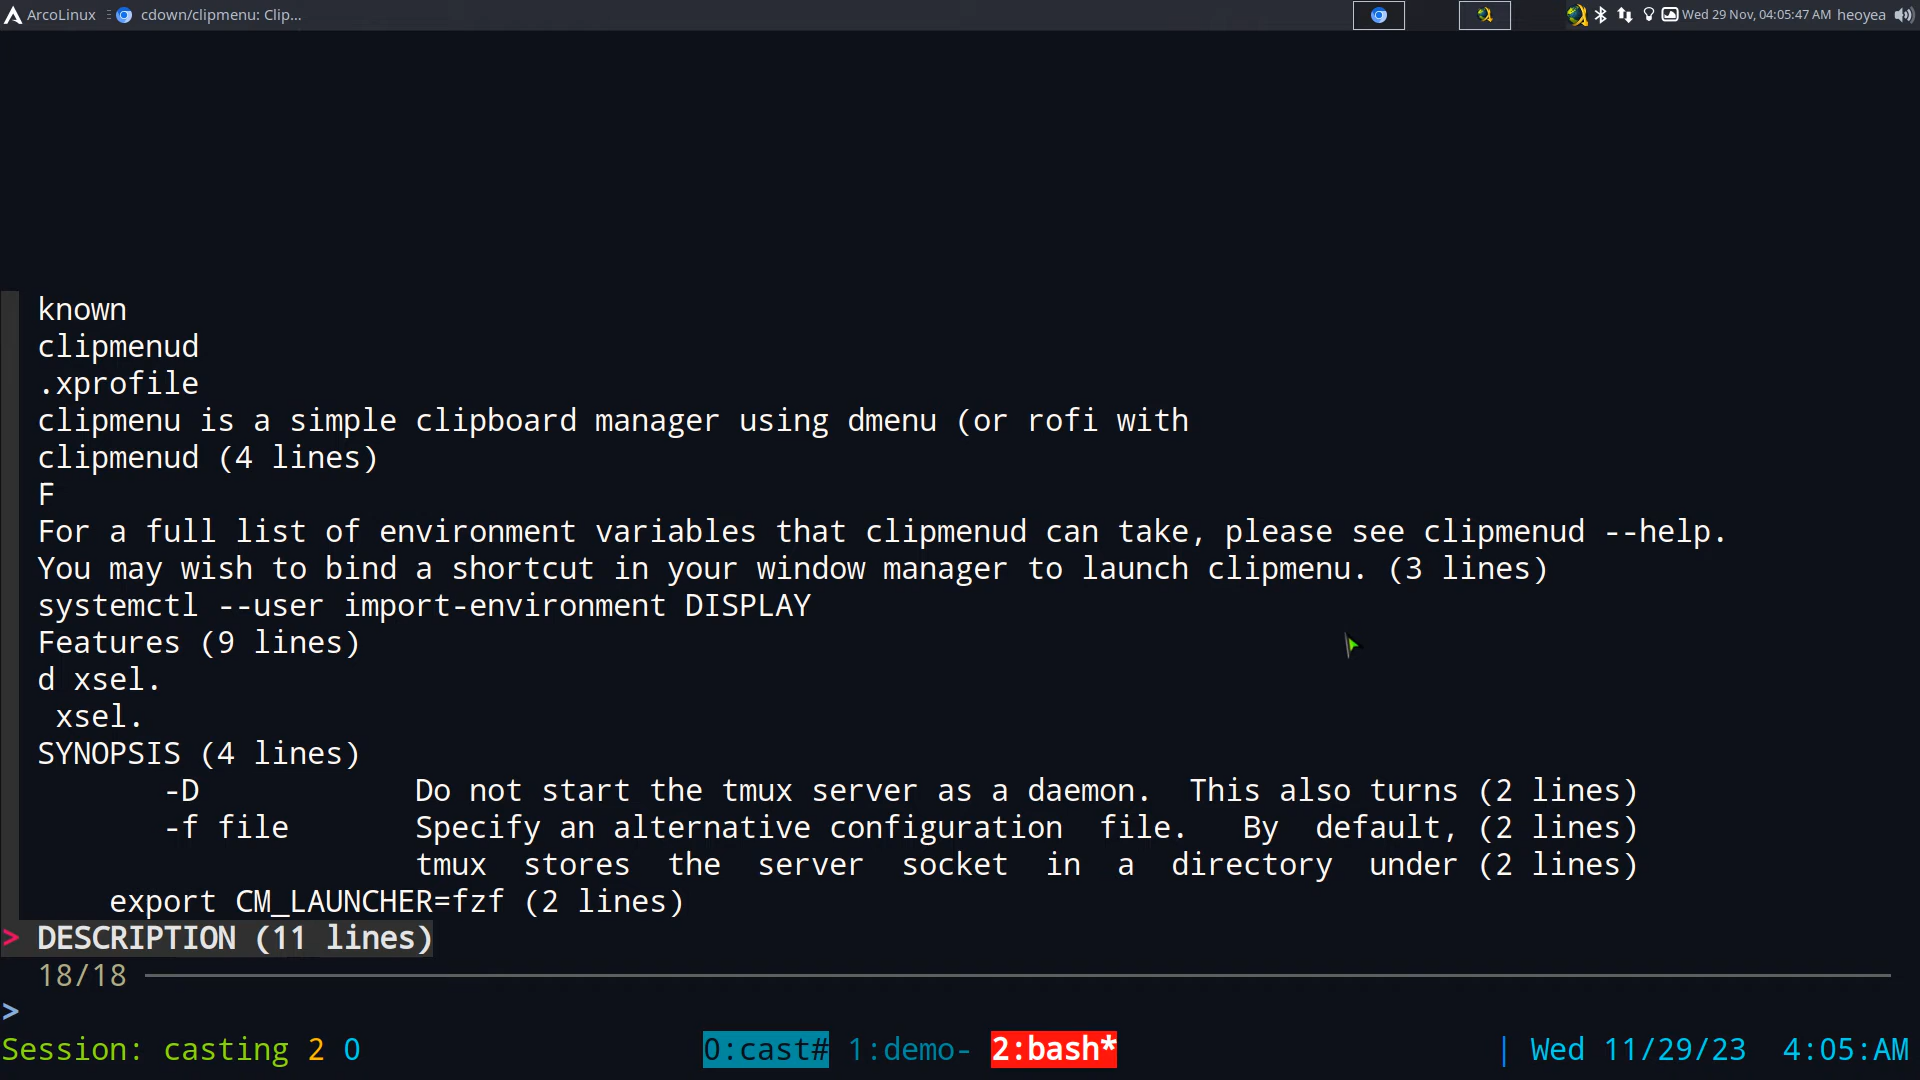 ArcoLinux cdown/clipmenu: Clip... Wed 29 Nov, 04:05:47 AM heoyea
known
clipmenud
.xprofile
clipmenu is a simple clipboard manager using dmenu (or rofi with
clipmenud (4 lines)
F
For a full list of environment variables that clipmenud can take, please see clipmenud --help.
You may wish to bind a shortcut in your window manager to launch clipmenu. (3 lines)
systemctl --user import-environment DISPLAY
Features (9 lines)
d xsel.
xsel.
SYNOPSIS (4 lines)
-D Do not start the tmux server as a daemon. This also turns (2 lines)
-f file Specify an alternative configuration file. By default, (2 lines)
tmux stores the server socket in a directory under (2 lines)
export CM_LAUNCHER=fzf (2 lines)
> DESCRIPTION (11 lines)
18/18
>
Session: casting 2 0 0:cast# 1:demo- 2:bash* | Wed 11/29/23 4:05:AM